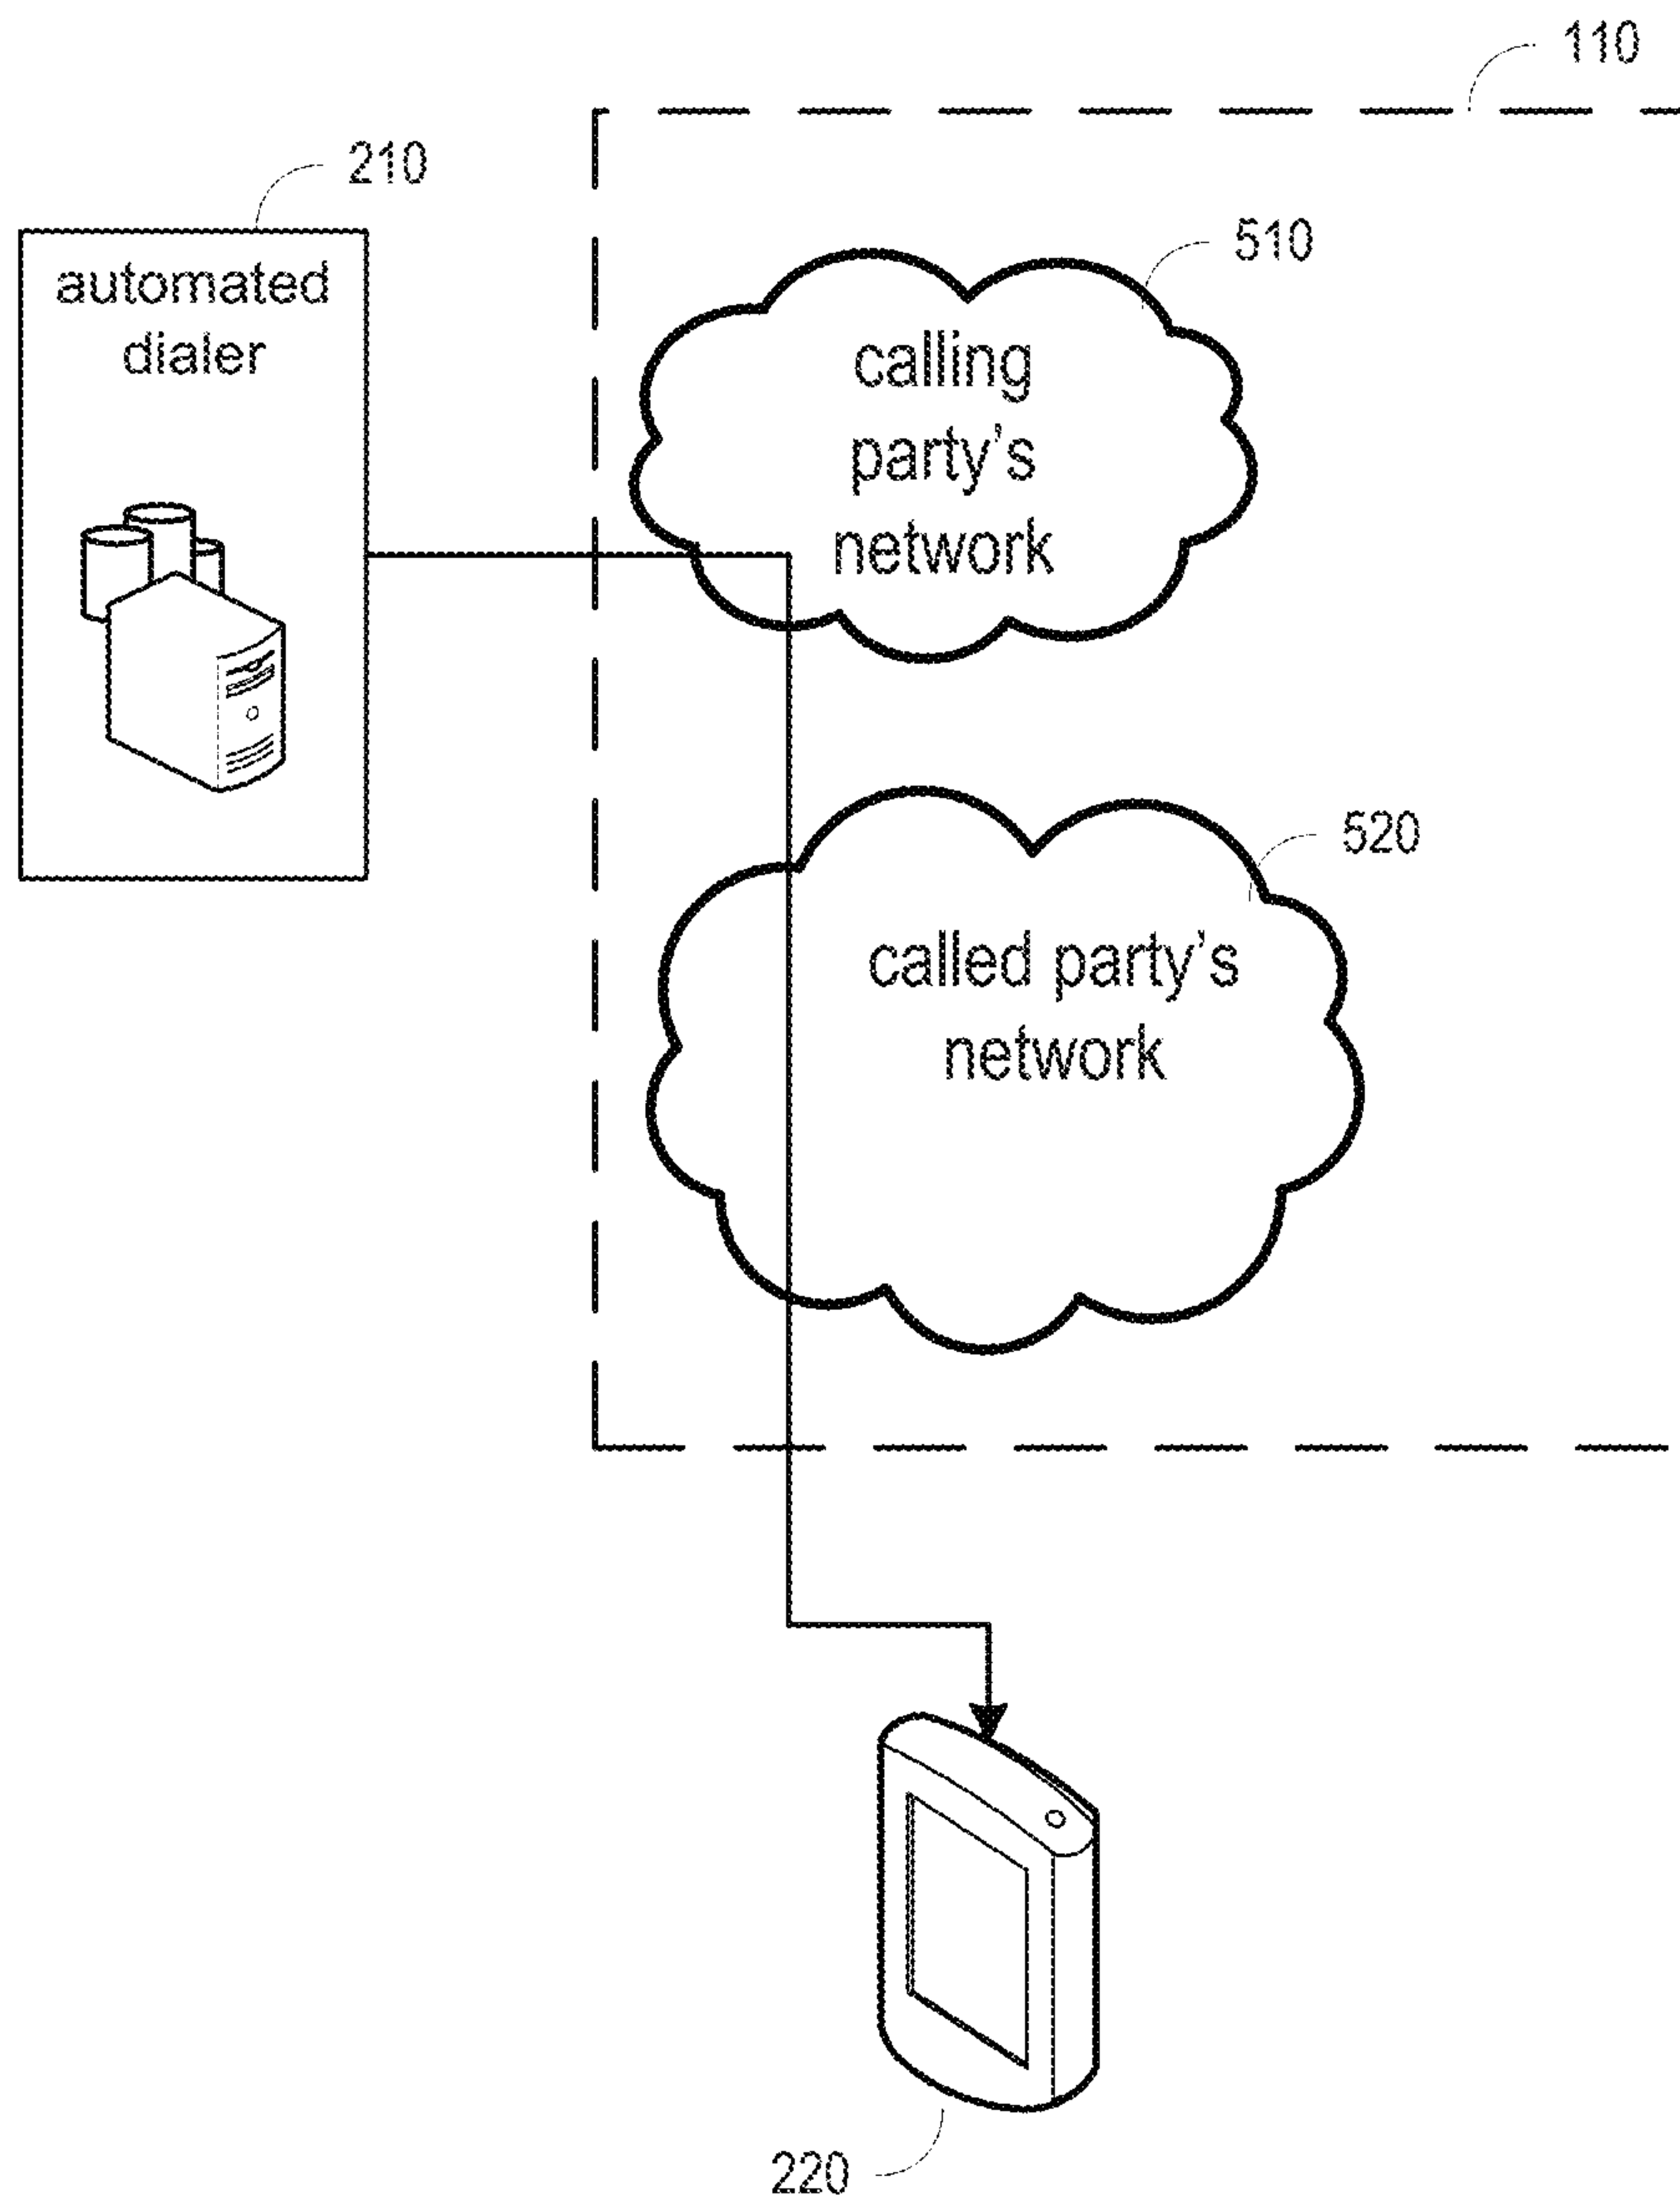 110
210
automated
dialer
510
calling
party's
network
520
called party's
network
220